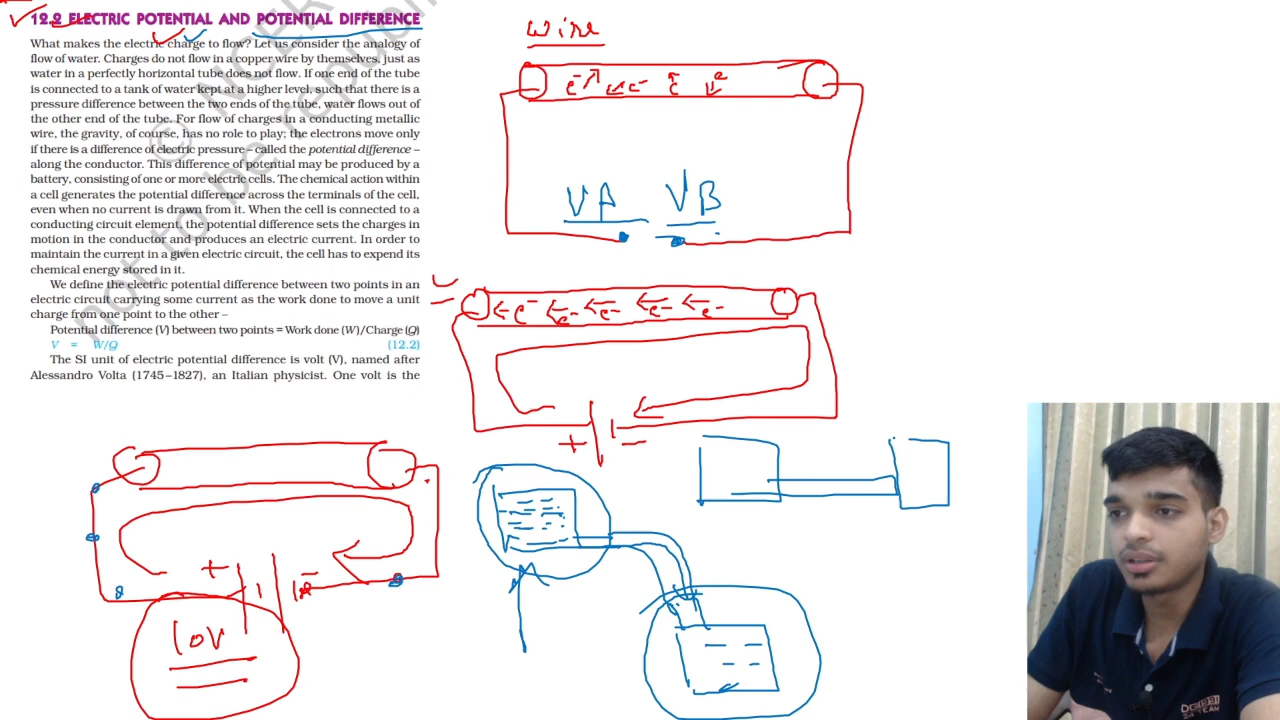 12.2 ELECTRIC POTENTIAL AND POTENTIAL DIFFERENCE
What makes the electric charge to flow? Let us consider the analogy of
flow of water. Charges do not flow in a copper wire by themselves, just as
water in a perfectly horizontal tube does not flow. If one end of the tube
is connected to a tank of water kept at a higher level, such that there is a
pressure difference between the two ends of the tube, water flows out of
the other end of the tube. For flow of charges in a conducting metallic
wire, the gravity, of course, has no role to play; the electrons move only
if there is a difference of electric pressure – called the potential difference –
along the conductor. This difference of potential may be produced by a
battery, consisting of one or more electric cells. The chemical action within
a cell generates the potential difference across the terminals of the cell,
even when no current is drawn from it. When the cell is connected to a
conducting circuit element, the potential difference sets the charges in
motion in the conductor and produces an electric current. In order to
maintain the current in a given electric circuit, the cell has to expend its
chemical energy stored in it.
We define the electric potential difference between two points in an
electric circuit carrying some current as the work done to move a unit
charge from one point to the other –
Potential difference (V) between two points = Work done (W)/Charge (Q)
V = W/Q (12.2)
The SI unit of electric potential difference is volt (V), named after
Alessandro Volta (1745–1827), an Italian physicist. One volt is the
© NCERT
not to be republi
wire
e- e- e- e
VA VB
e- e- e- e- e-
+ –
+ –
10V